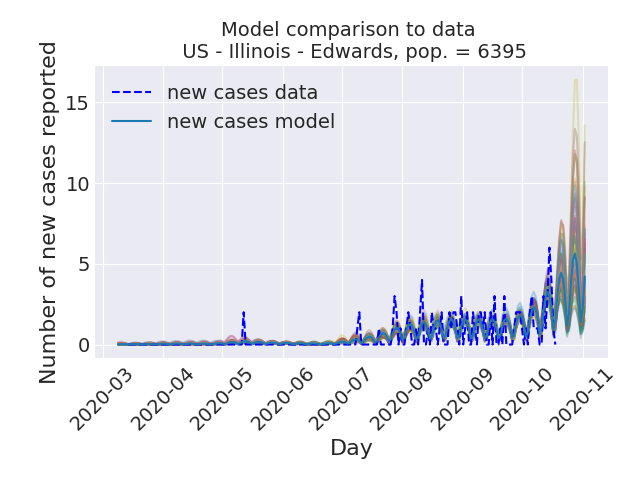 Model comparison to data
US - Illinois - Edwards, pop. = 6395
Number of new cases reported
15
10
5
0
new cases data
new cases model
2020-03
2020-04
2020-05
2020-06
2020-07
2020-08
2020-09
2020-10
2020-11
Day